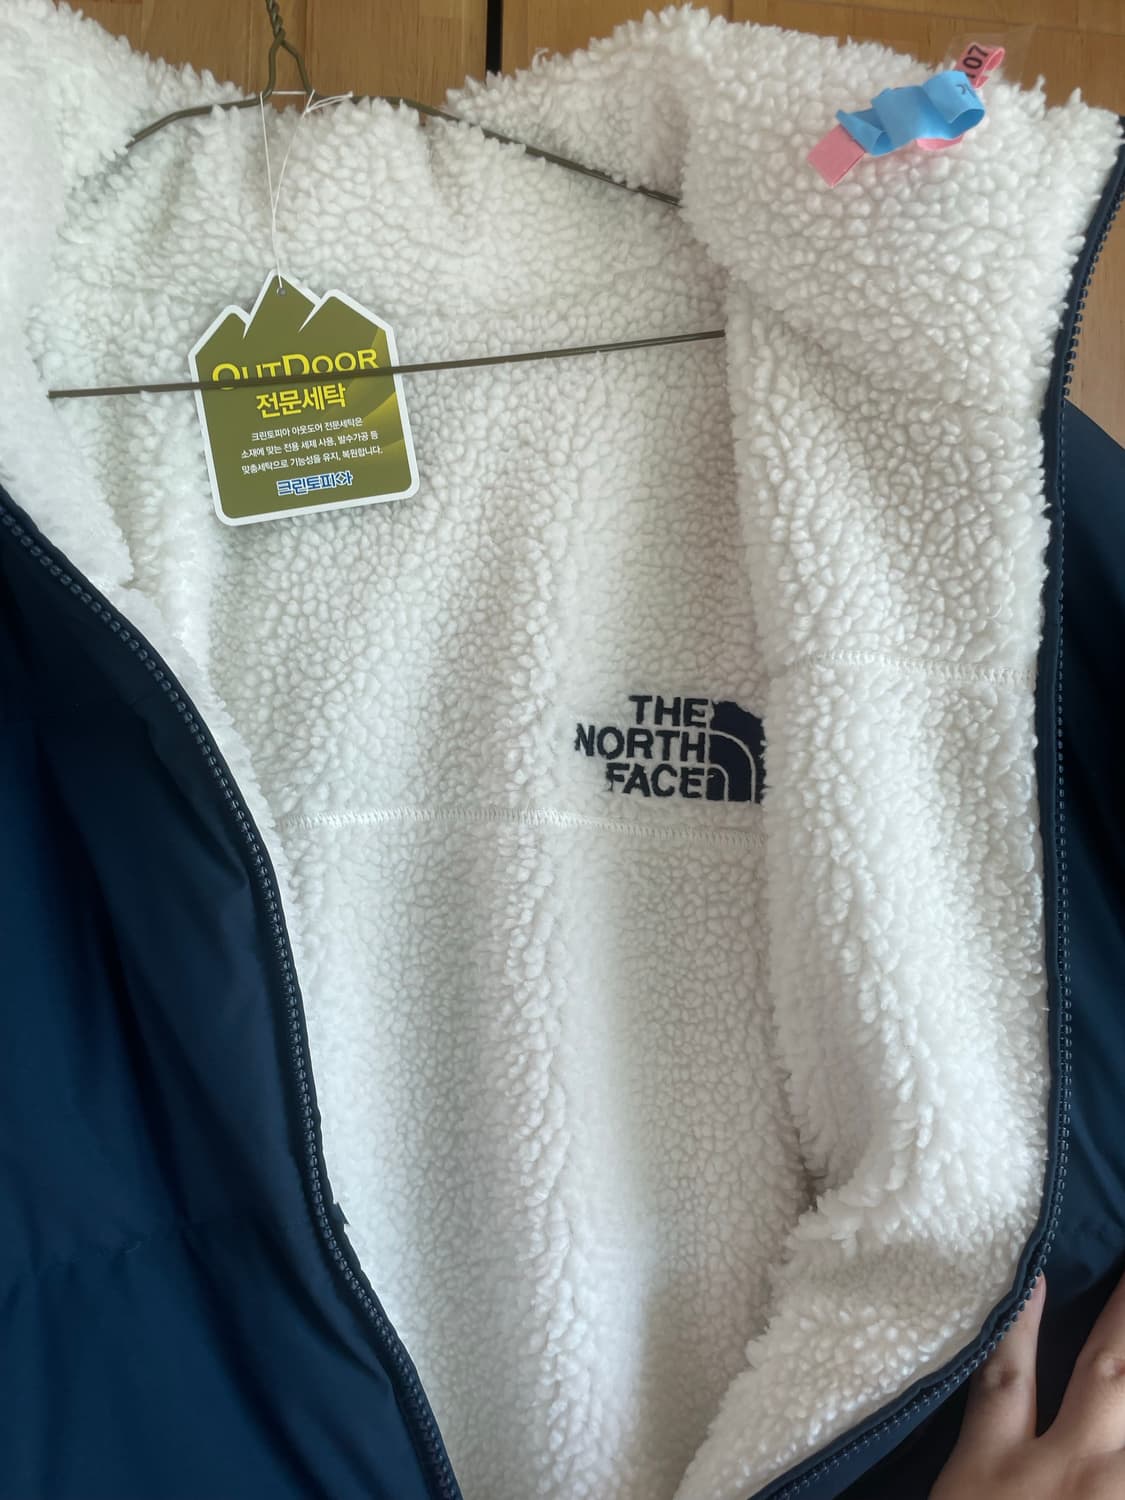 107
OUTDOOR
전문세탁
크린토피아 아웃도어 전문세탁은
소재에 맞는 전용 세제 사용, 발수가공 등
맞춤세탁으로 기능성을 유지, 복원합니다.
크린토피아
THE
NORTH
FACE